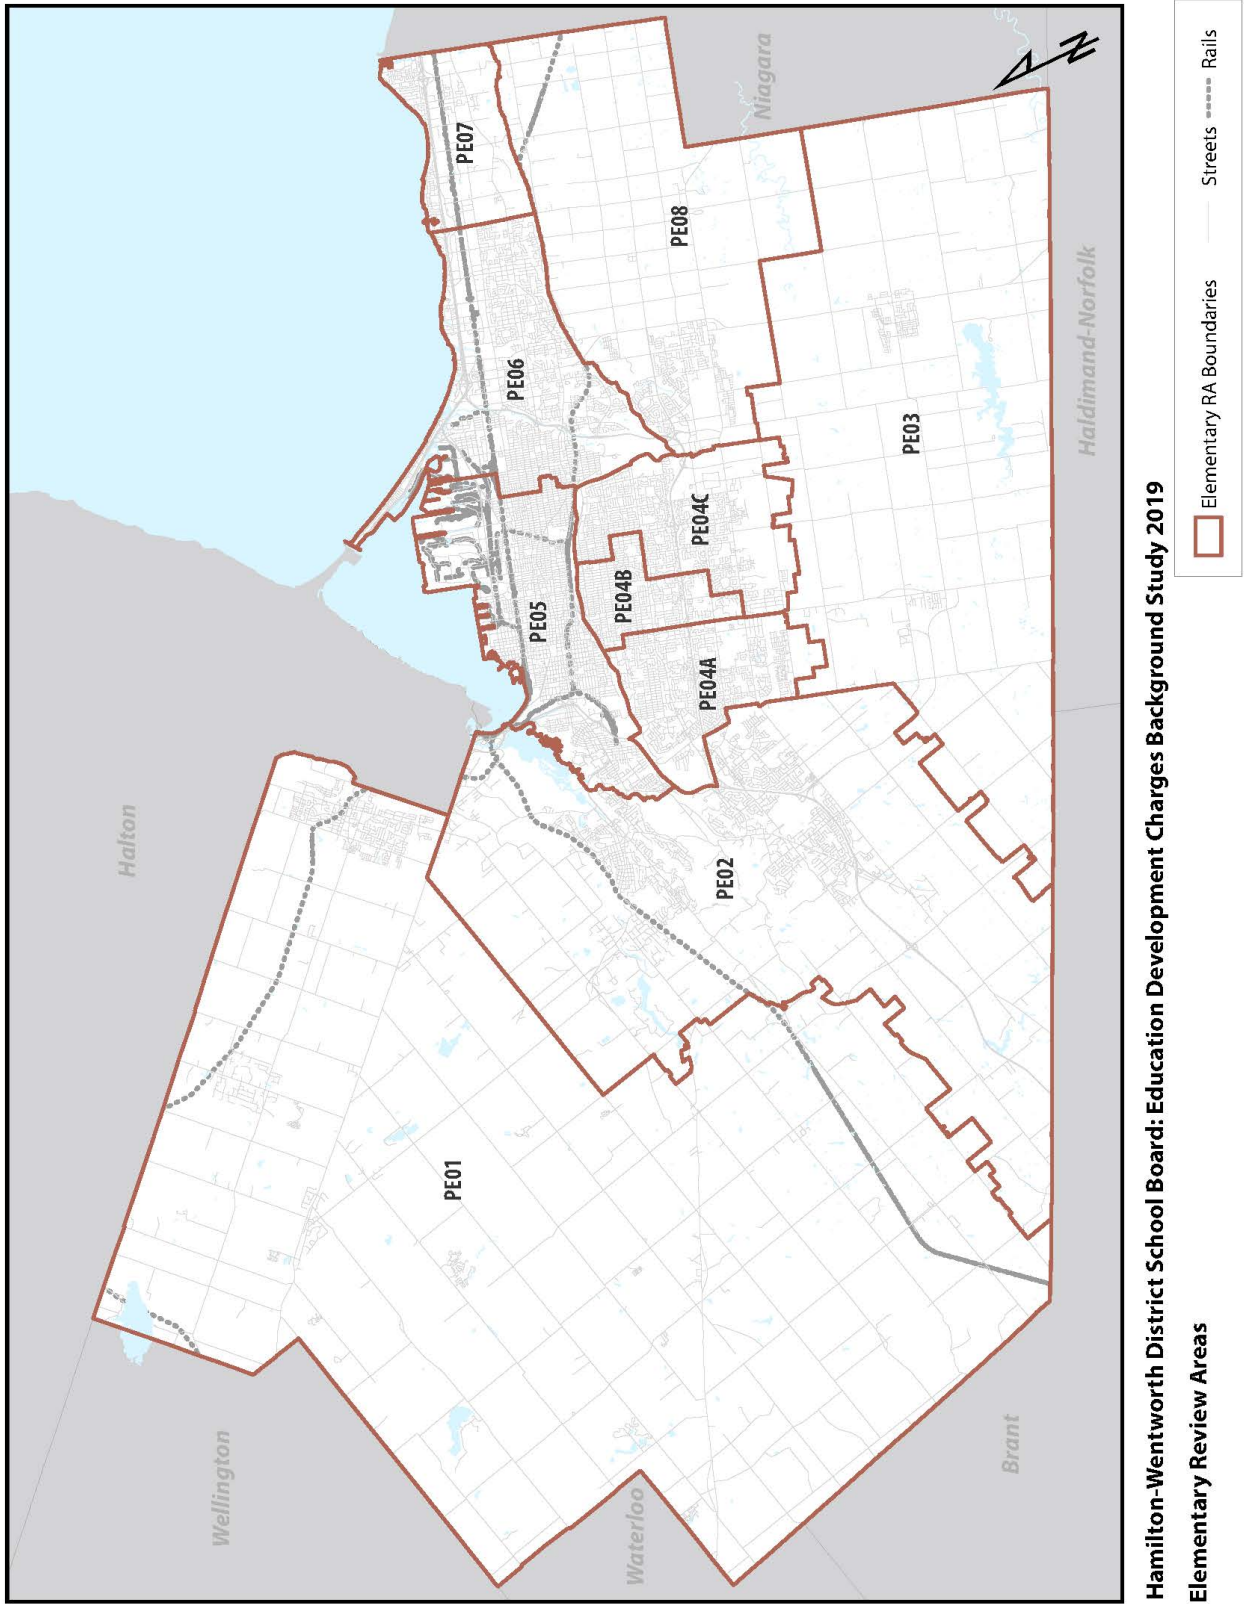 Halton
Wellington
Waterloo
Brant
Niagara
Haldimand-Norfolk
PE01
PE02
PE03
PE04A
PE04B
PE04C
PE05
PE06
PE07
PE08
N
Hamilton-Wentworth District School Board: Education Development Charges Background Study 2019
Elementary Review Areas
Elementary RA Boundaries
Streets
Rails